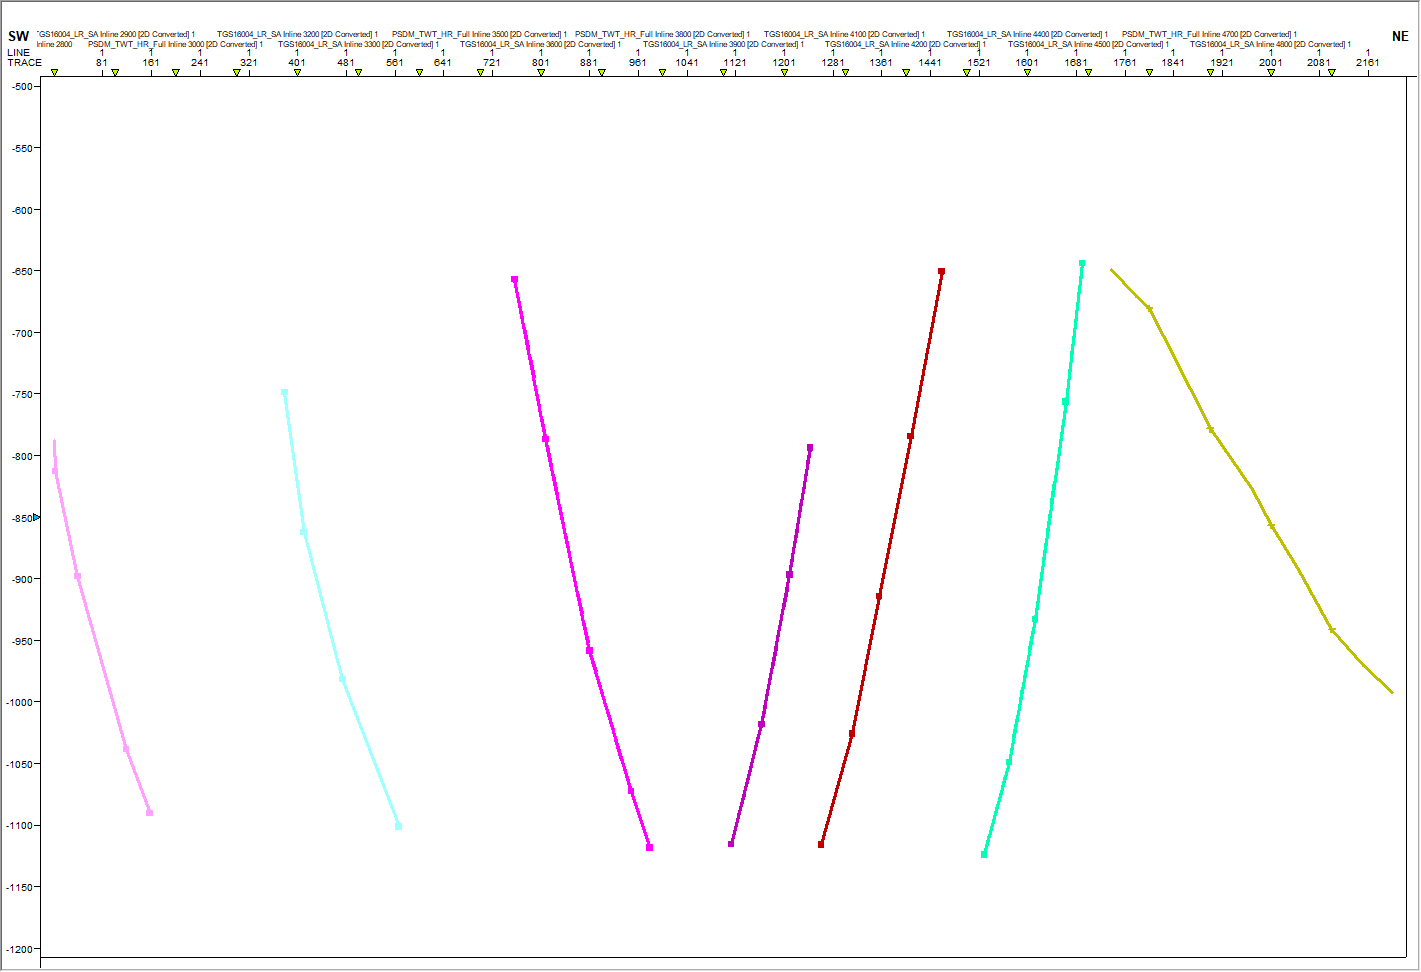 SW
TGS16004_LR_SA Inline 2900 [2D Converted] 1 TGS16004_LR_SA Inline 3200 [2D Converted] 1 PSDM_TWT_HR_Full Inline 3500 [2D Converted] 1 PSDM_TWT_HR_Full Inline 3800 [2D Converted] 1 TGS16004_LR_SA Inline 4100 [2D Converted] 1 TGS16004_LR_SA Inline 4400 [2D Converted] 1 PSDM_TWT_HR_Full Inline 4700 [2D Converted] 1
NE
Inline 2800 PSDM_TWT_HR_Full Inline 3000 [2D Converted] 1 TGS16004_LR_SA Inline 3300 [2D Converted] 1 TGS16004_LR_SA Inline 3600 [2D Converted] 1 TGS16004_LR_SA Inline 3900 [2D Converted] 1 TGS16004_LR_SA Inline 4200 [2D Converted] 1 TGS16004_LR_SA Inline 4500 [2D Converted] 1 TGS16004_LR_SA Inline 4800 [2D Converted] 1
LINE 1 1 1 1 1 1 1 1 1 1 1 1 1 1 1 1 1 1 1 1 1 1 1 1 1 1 1
TRACE 81 161 241 321 401 481 561 641 721 801 881 961 1041 1121 1201 1281 1361 1441 1521 1601 1681 1761 1841 1921 2001 2081 2161
-500
-550
-600
-650
-700
-750
-800
-850
-900
-950
-1000
-1050
-1100
-1150
-1200